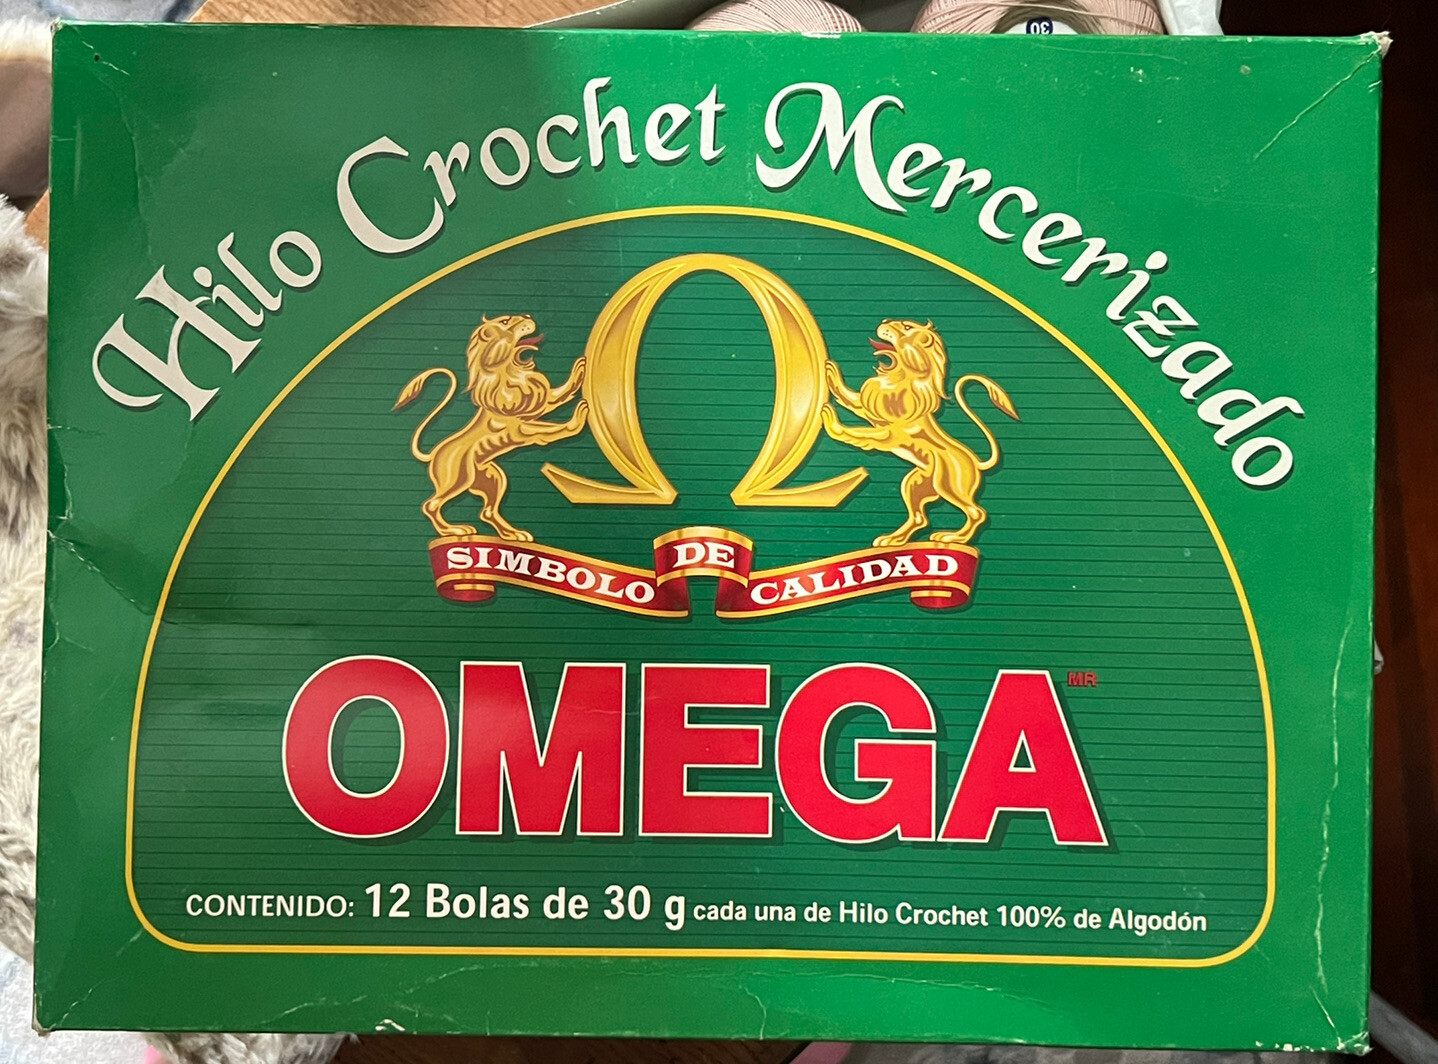 30
Hilo Crochet Mercerizado
SIMBOLO DE CALIDAD
OMEGA MR
CONTENIDO: 12 Bolas de 30 g cada una de Hilo Crochet 100% de Algodón